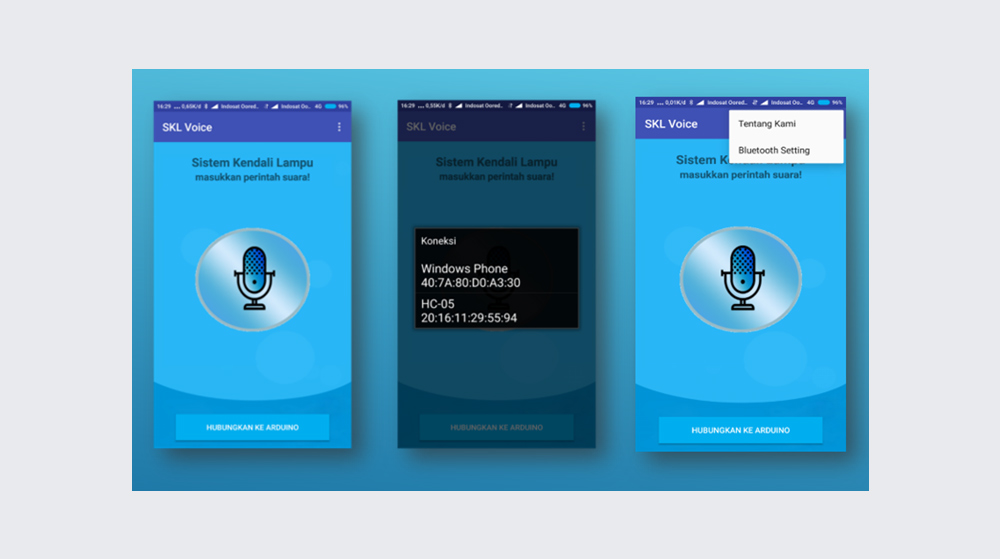 16:29 ... 0,65K/d Indosat Oored.. Indosat Oo.. 4G 96%
SKL Voice
Sistem Kendali Lampu
masukkan perintah suara!
HUBUNGKAN KE ARDUINO
16:29 ... 0,55K/d Indosat Oored.. Indosat Oo.. 4G 96%
SKL Voice
Sistem Kendali Lampu
masukkan perintah suara!
Koneksi
Windows Phone
40:7A:80:D0:A3:30
HC-05
20:16:11:29:55:94
HUBUNGKAN KE ARDUINO
16:29 ... 0,01K/d Indosat Oored.. Indosat Oo.. 4G 96%
SKL Voice
Tentang Kami
Bluetooth Setting
Sistem Kendali Lampu
masukkan perintah suara!
HUBUNGKAN KE ARDUINO